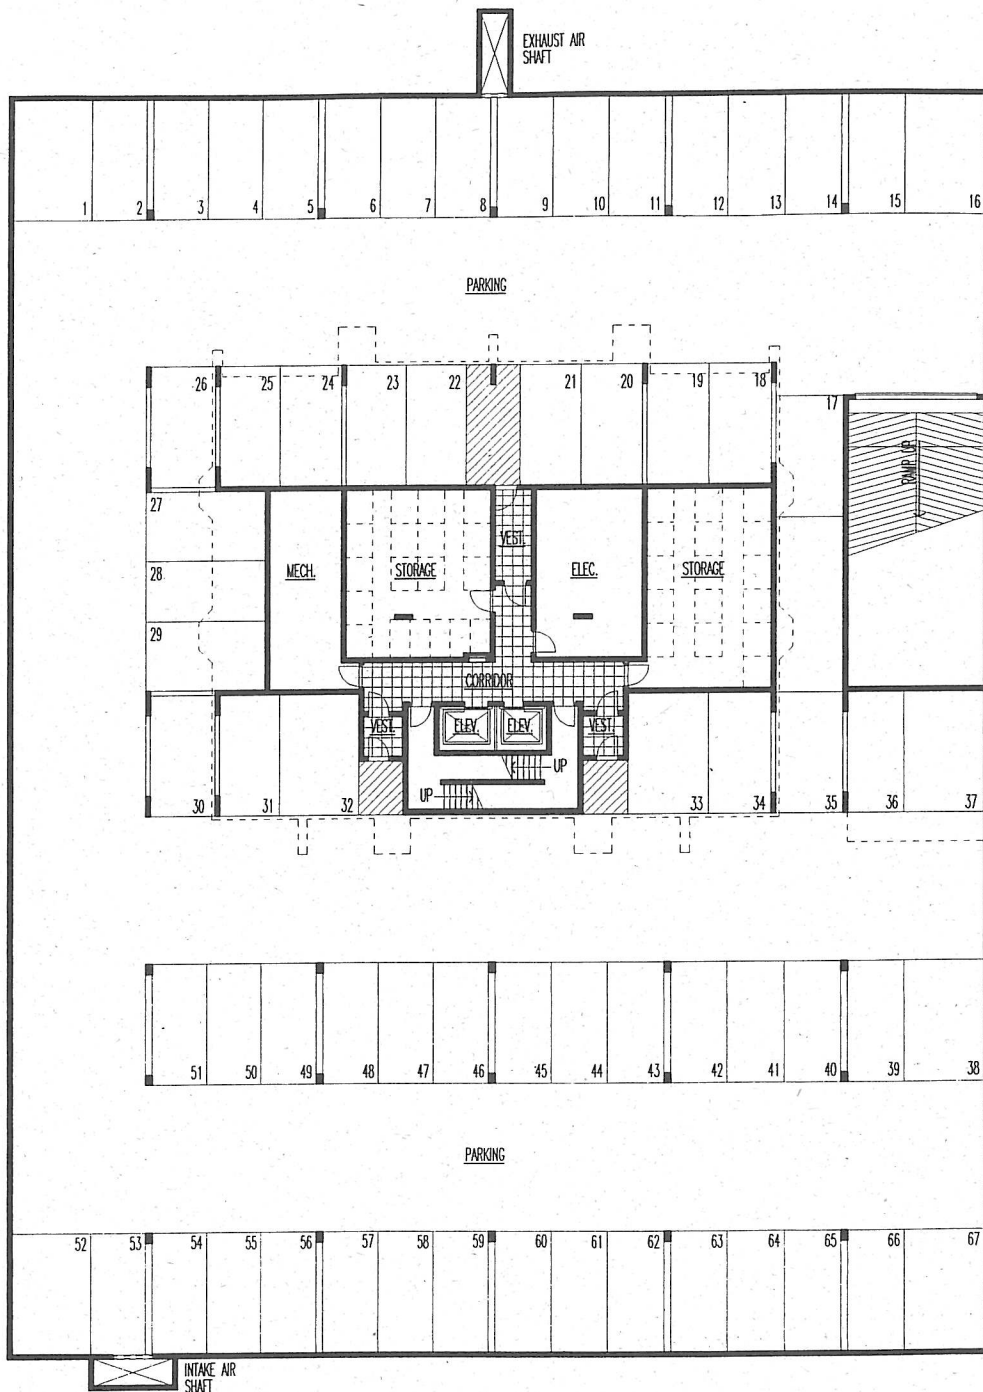 EXHAUST AIR
SHAFT
1 2 3 4 5 6 7 8 9 10 11 12 13 14 15 16
PARKING
26 25 24 23 22 21 20 19 18 17
RAMP UP
27
28
29
MECH.
STORAGE
VEST.
ELEC.
STORAGE
CORRIDOR
VEST.
ELEV.
ELEV.
VEST.
UP
UP
30 31 32 33 34 35 36 37
51 50 49 48 47 46 45 44 43 42 41 40 39 38
PARKING
52 53 54 55 56 57 58 59 60 61 62 63 64 65 66 67
INTAKE AIR
SHAFT